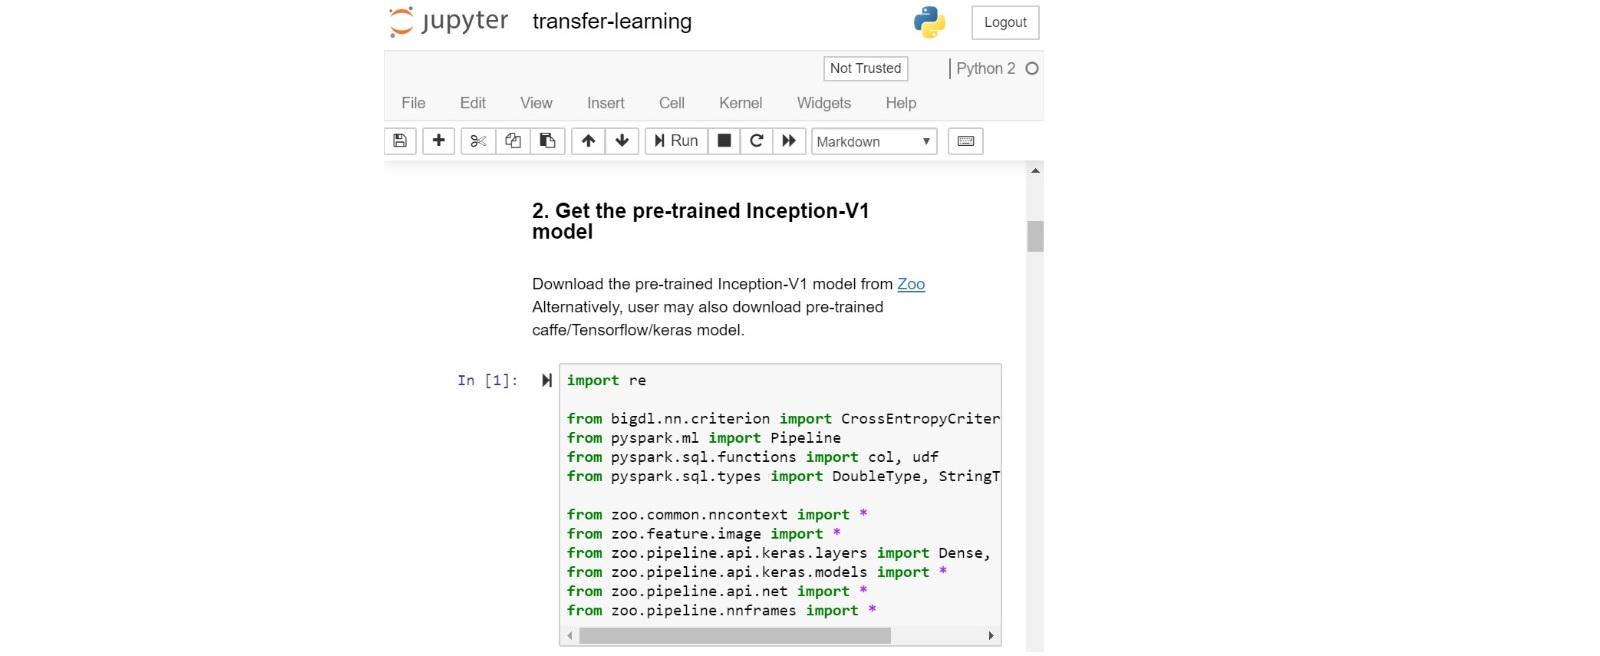 jupyter transfer-learning Logout
Not Trusted Python 2
File Edit View Insert Cell Kernel Widgets Help
Run Markdown
2. Get the pre-trained Inception-V1
model
Download the pre-trained Inception-V1 model from Zoo
Alternatively, user may also download pre-trained
caffe/Tensorflow/keras model.
In [1]:
import re
from bigdl.nn.criterion import CrossEntropyCriter
from pyspark.ml import Pipeline
from pyspark.sql.functions import col, udf
from pyspark.sql.types import DoubleType, StringT
from zoo.common.nncontext import *
from zoo.feature.image import *
from zoo.pipeline.api.keras.layers import Dense,
from zoo.pipeline.api.keras.models import *
from zoo.pipeline.api.net import *
from zoo.pipeline.nnframes import *